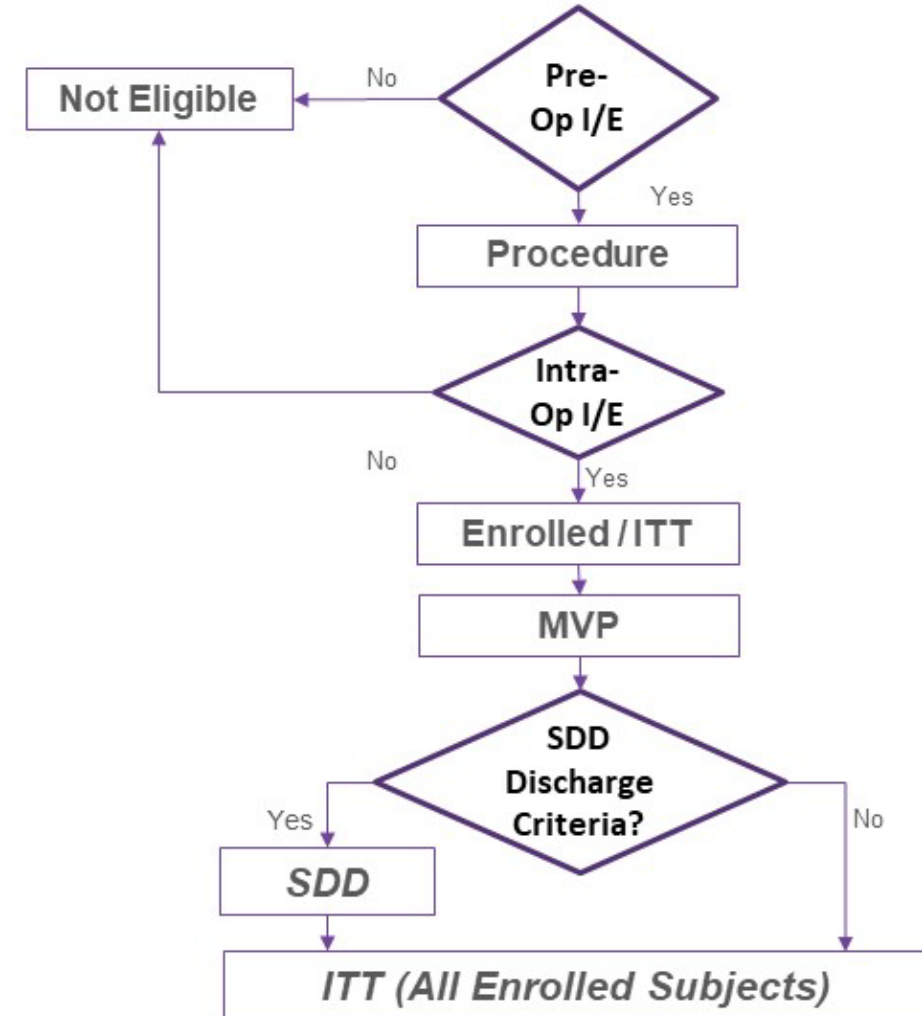 No
Pre-
Op I/E
Not Eligible
Yes
Procedure
Intra-
Op I/E
No
Yes
Enrolled / ITT
MVP
SDD
Discharge
Criteria?
Yes
No
SDD
ITT (All Enrolled Subjects)